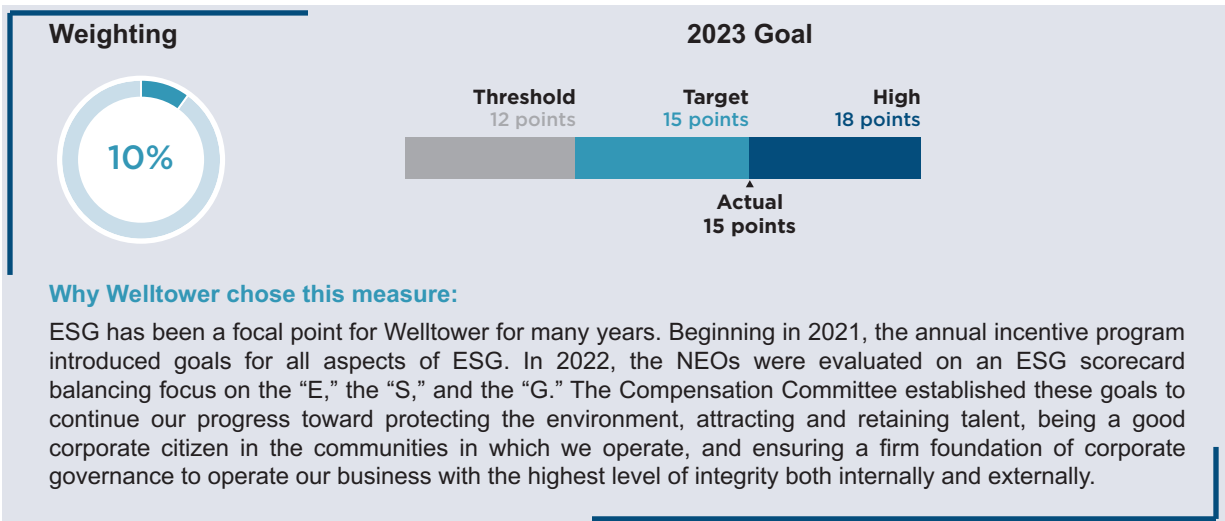 Weighting
2023 Goal
10%
Threshold
12 points
Target
15 points
High
18 points
Actual
15 points
Why Welltower chose this measure:
ESG has been a focal point for Welltower for many years. Beginning in 2021, the annual incentive program
introduced goals for all aspects of ESG. In 2022, the NEOs were evaluated on an ESG scorecard
balancing focus on the “E,” the “S,” and the “G.” The Compensation Committee established these goals to
continue our progress toward protecting the environment, attracting and retaining talent, being a good
corporate citizen in the communities in which we operate, and ensuring a firm foundation of corporate
governance to operate our business with the highest level of integrity both internally and externally.